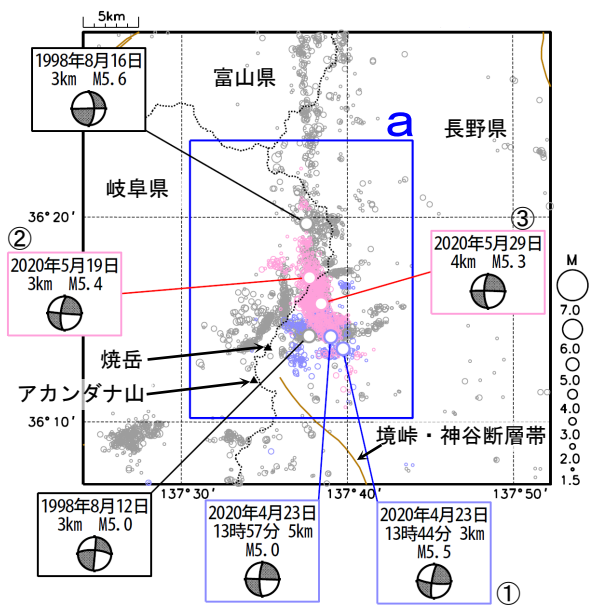 5km
1998年8月16日
3km M5.6
富山県
a
長野県
岐阜県
36°20'
②
③
2020年5月19日
3km M5.4
2020年5月29日
4km M5.3
M
7.0
6.0
5.0
4.0
3.0
2.0
1.5
焼岳
アカンダナ山
36°10'
境峠・神谷断層帯
137°30'
137°40'
137°50'
1998年8月12日
3km M5.0
2020年4月23日
13時57分 5km
M5.0
2020年4月23日
13時44分 3km
M5.5
①